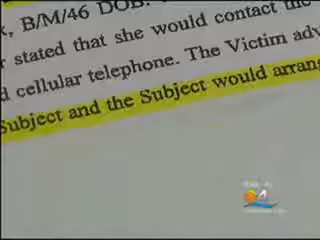 , B/M/46 DOB:
stated that she would contact the
cellular telephone. The Victim adv
Subject and the Subject would arrang
4